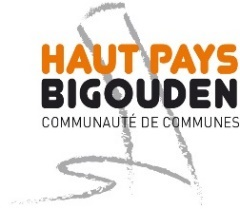 HAUT PAYS
BIGOUDEN
COMMUNAUTÉ DE COMMUNES